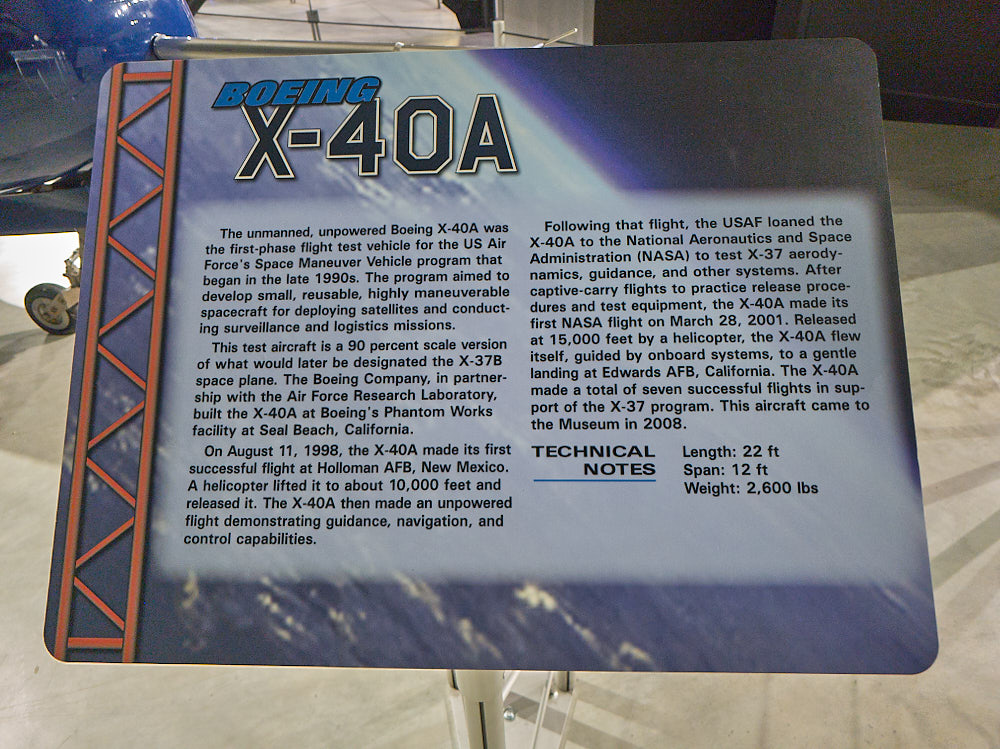 BOEING
X-40A
The unmanned, unpowered Boeing X-40A was
the first-phase flight test vehicle for the US Air
Force's Space Maneuver Vehicle program that
began in the late 1990s. The program aimed to
develop small, reusable, highly maneuverable
spacecraft for deploying satellites and conduct-
ing surveillance and logistics missions.
This test aircraft is a 90 percent scale version
of what would later be designated the X-37B
space plane. The Boeing Company, in partner-
ship with the Air Force Research Laboratory,
built the X-40A at Boeing's Phantom Works
facility at Seal Beach, California.
On August 11, 1998, the X-40A made its first
successful flight at Holloman AFB, New Mexico.
A helicopter lifted it to about 10,000 feet and
released it. The X-40A then made an unpowered
flight demonstrating guidance, navigation, and
control capabilities.
Following that flight, the USAF loaned the
X-40A to the National Aeronautics and Space
Administration (NASA) to test X-37 aerody-
namics, guidance, and other systems. After
captive-carry flights to practice release proce-
dures and test equipment, the X-40A made its
first NASA flight on March 28, 2001. Released
at 15,000 feet by a helicopter, the X-40A flew
itself, guided by onboard systems, to a gentle
landing at Edwards AFB, California. The X-40A
made a total of seven successful flights in sup-
port of the X-37 program. This aircraft came to
the Museum in 2008.
TECHNICAL
NOTES
Length: 22 ft
Span: 12 ft
Weight: 2,600 lbs